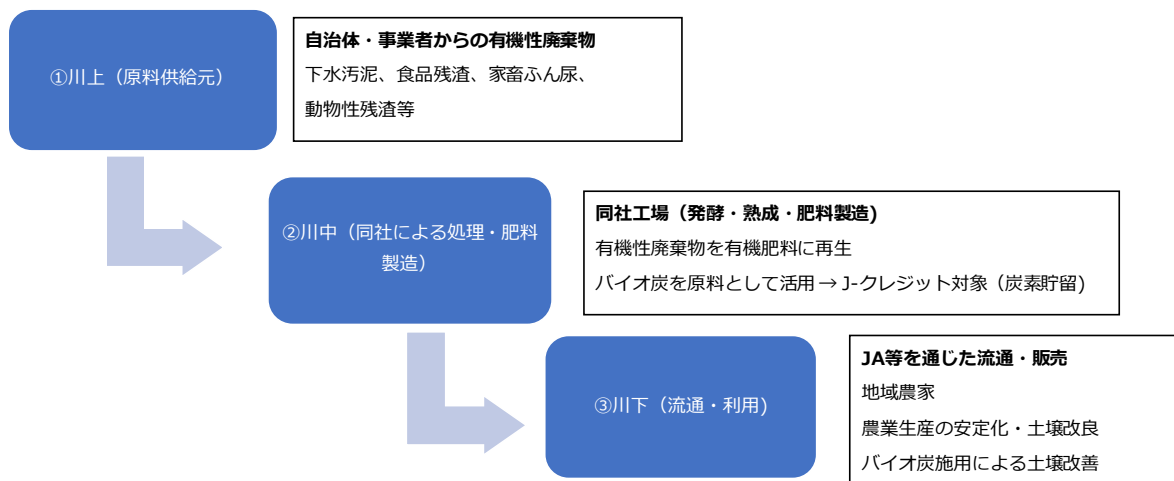 ①川上（原料供給元）
自治体・事業者からの有機性廃棄物
下水汚泥、食品残渣、家畜ふん尿、
動物性残渣等
②川中（同社による処理・肥料
製造）
同社工場（発酵・熟成・肥料製造)
有機性廃棄物を有機肥料に再生
バイオ炭を原料として活用 → J-クレジット対象（炭素貯留)
③川下（流通・利用)
JA等を通じた流通・販売
地域農家
農業生産の安定化・土壌改良
バイオ炭施用による土壌改善